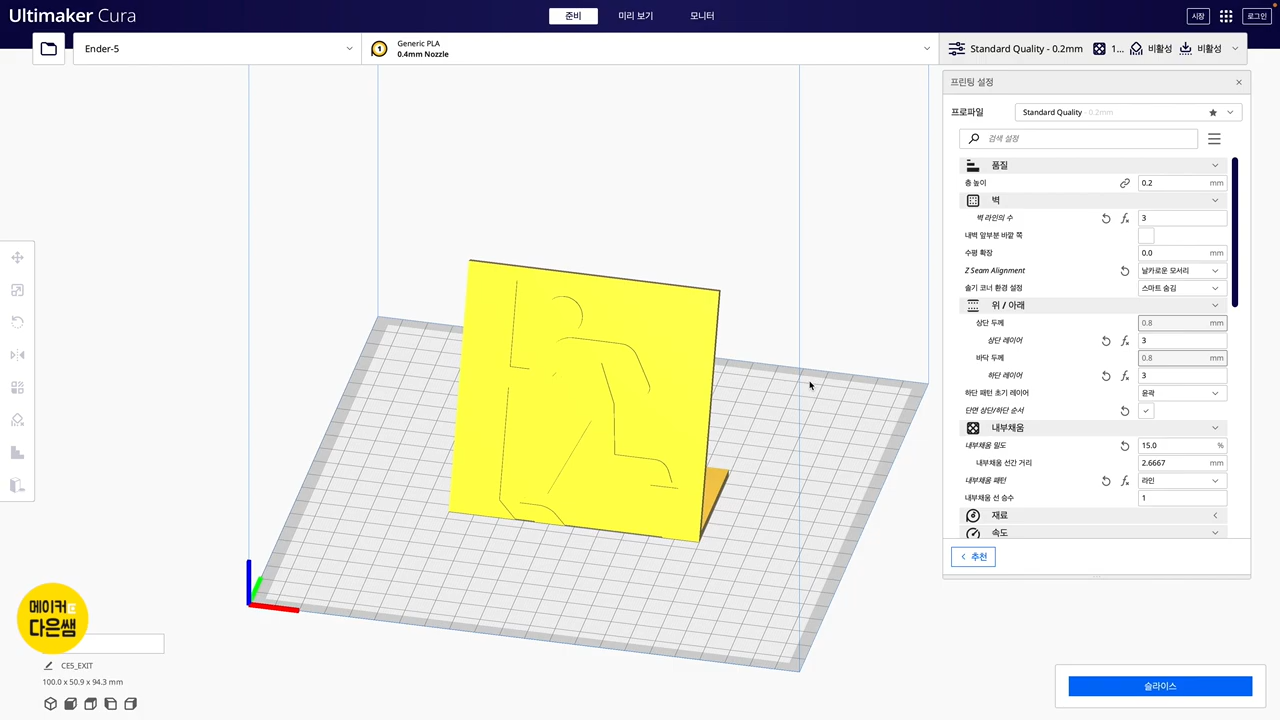 Ultimaker Cura
준비
미리 보기
모니터
시장
로그인
Ender-5
1
Generic PLA
0.4mm Nozzle
Standard Quality - 0.2mm
1...
비활성
비활성
프린팅 설정
프로파일
Standard Quality - 0.2mm
검색 설정
품질
층 높이
0.2 mm
벽
벽 라인의 수
3
내벽 앞부분 바깥 쪽
수평 확장
0.0 mm
Z Seam Alignment
날카로운 모서리
솔기 코너 환경 설정
스마트 숨김
위 / 아래
상단 두께
0.8 mm
상단 레이어
3
바닥 두께
0.8 mm
하단 레이어
3
하단 패턴 초기 레이어
윤곽
단면 상단/하단 순서
내부채움
내부채움 밀도
15.0 %
내부채움 선간 거리
2.6667 mm
내부채움 패턴
라인
내부채움 선 승수
1
재료
속도
추천
메이커 E
다은쌤
CE5_EXIT
100.0 x 50.9 x 94.3 mm
슬라이스